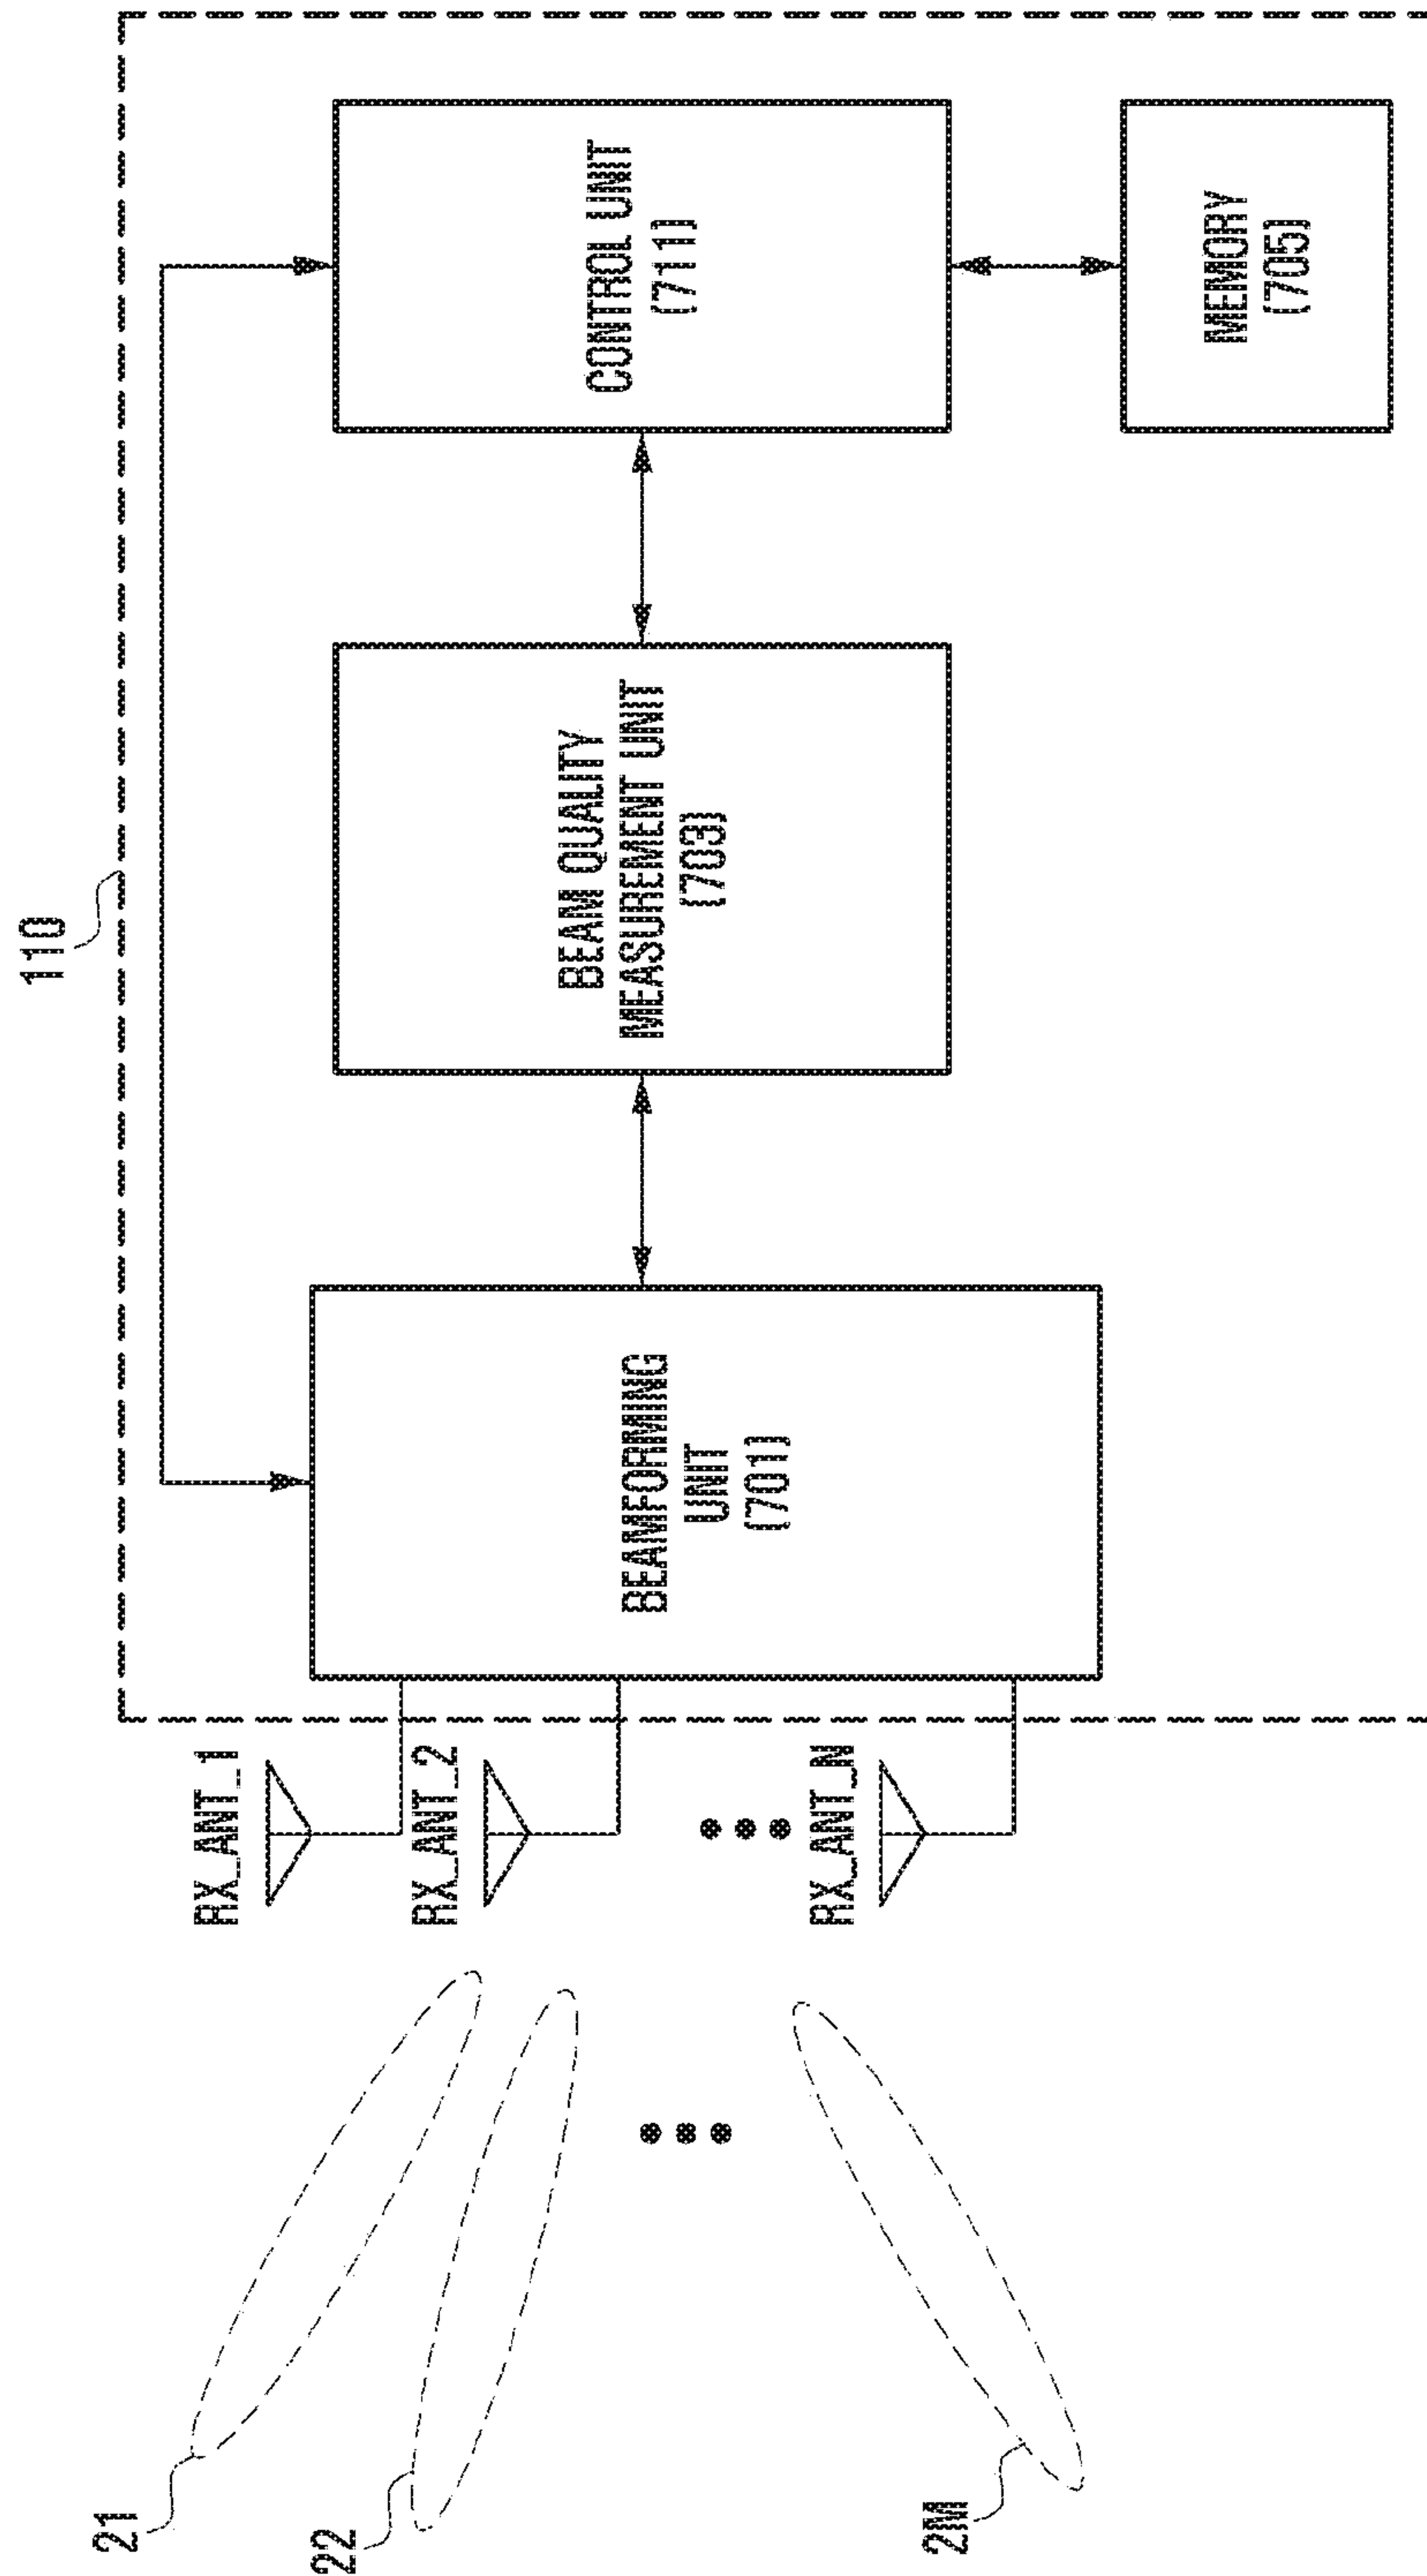 110
21
22
2M
RX_ANT_1
RX_ANT_2
RX_ANT_N
BEAMFORMING
UNIT
(701)
BEAM QUALITY
MEASUREMENT UNIT
(703)
CONTROL UNIT
(711)
MEMORY
(705)